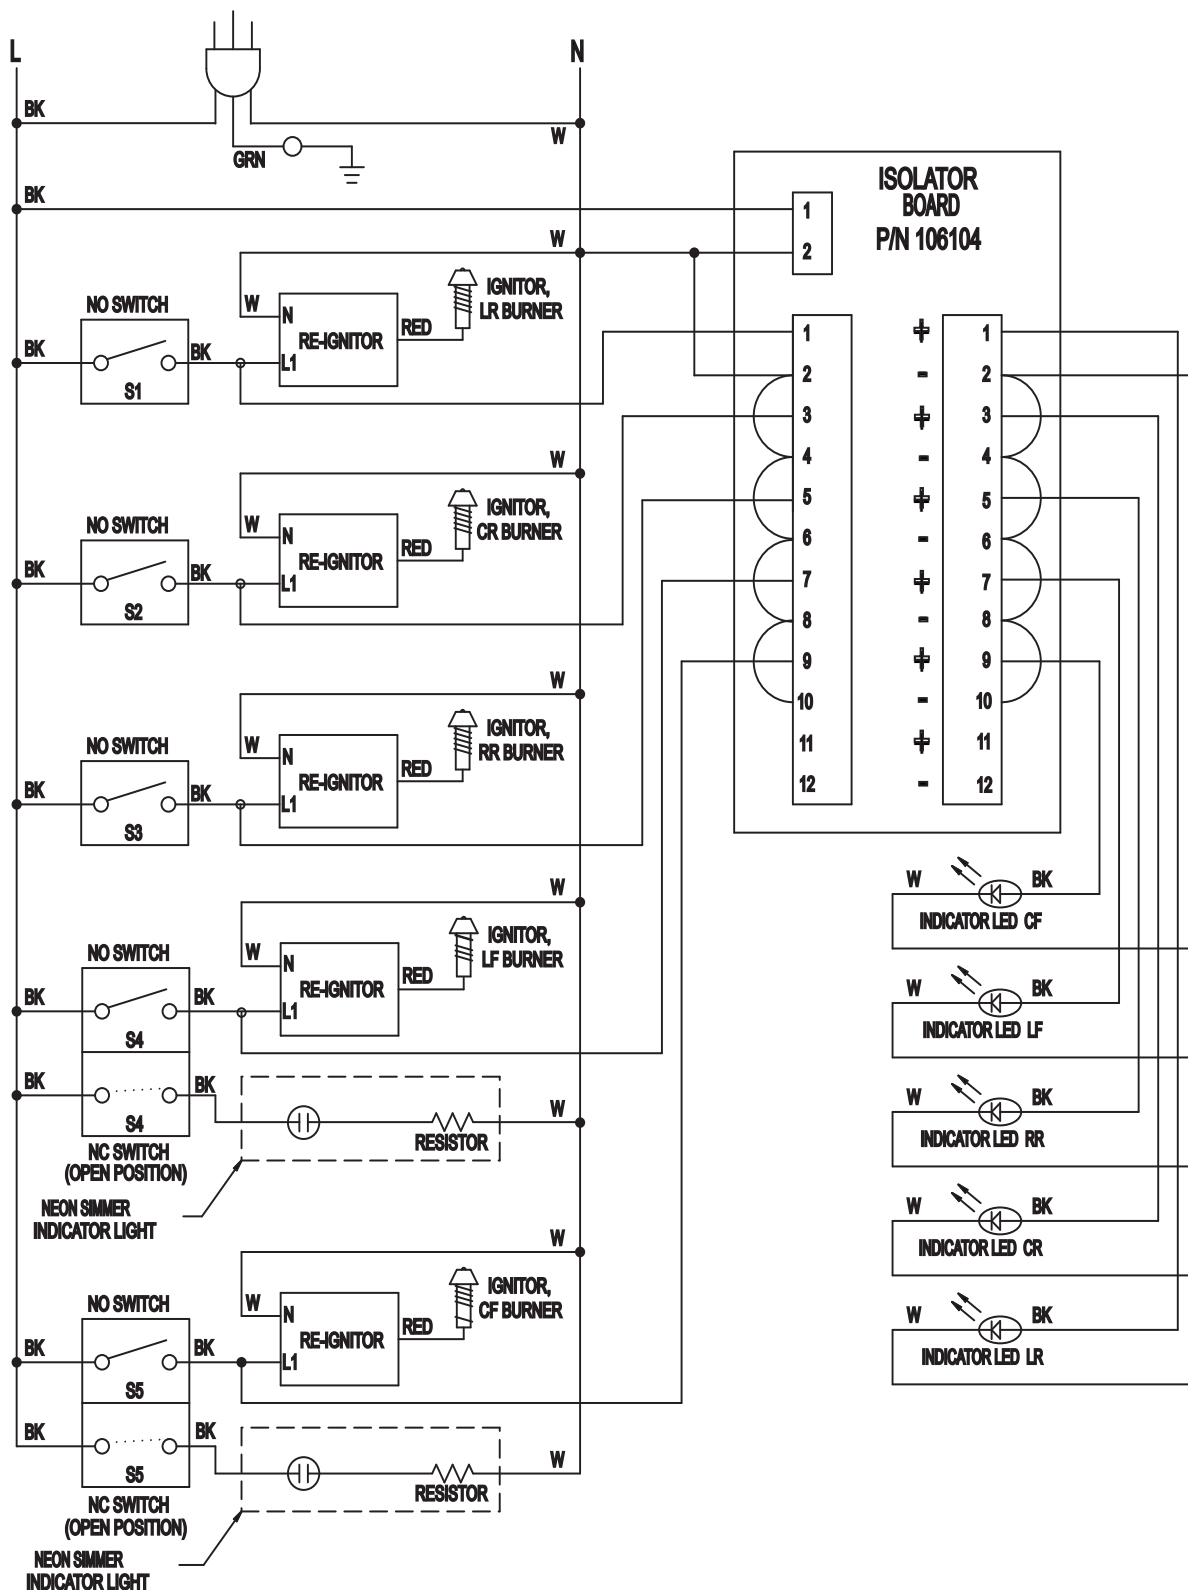 L
N
BK
W
GRN
BK
W
ISOLATOR
BOARD
P/N 106104
1
2
NO SWITCH
BK
S1
BK
W
N
RE-IGNITOR
L1
RED
IGNITOR,
LR BURNER
NO SWITCH
BK
S2
BK
W
W
N
RE-IGNITOR
L1
RED
IGNITOR,
CR BURNER
NO SWITCH
BK
S3
BK
W
W
N
RE-IGNITOR
L1
RED
IGNITOR,
RR BURNER
NO SWITCH
BK
S4
BK
W
W
N
RE-IGNITOR
L1
RED
IGNITOR,
LF BURNER
BK
S4
BK
W
RESISTOR
NC SWITCH
(OPEN POSITION)
NEON SIMMER
INDICATOR LIGHT
NO SWITCH
BK
S5
BK
W
W
N
RE-IGNITOR
L1
RED
IGNITOR,
CF BURNER
BK
S5
BK
W
RESISTOR
NC SWITCH
(OPEN POSITION)
NEON SIMMER
INDICATOR LIGHT
1 + 1
2 - 2
3 + 3
4 - 4
5 + 5
6 - 6
7 + 7
8 - 8
9 + 9
10 - 10
11 + 11
12 - 12
W BK
INDICATOR LED CF
W BK
INDICATOR LED LF
W BK
INDICATOR LED RR
W BK
INDICATOR LED CR
W BK
INDICATOR LED LR